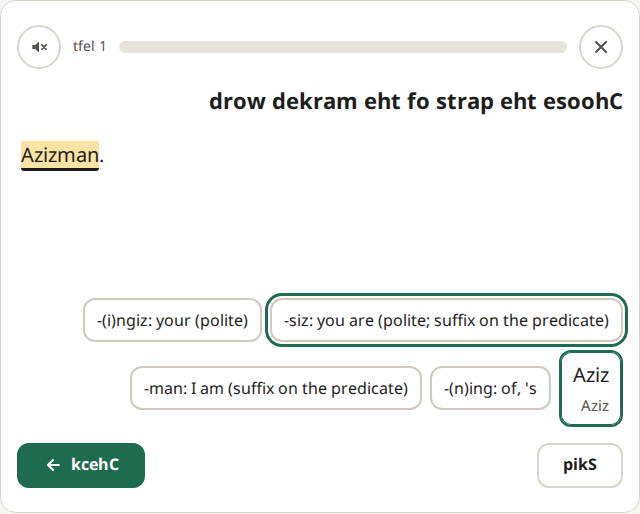 tfel 1
drow dekram eht fo strap eht esoohC
Azizman.
-(i)ngiz: your (polite)
-siz: you are (polite; suffix on the predicate)
-man: I am (suffix on the predicate)
-(n)ing: of, 's
Aziz
Aziz
kcehC
pikS